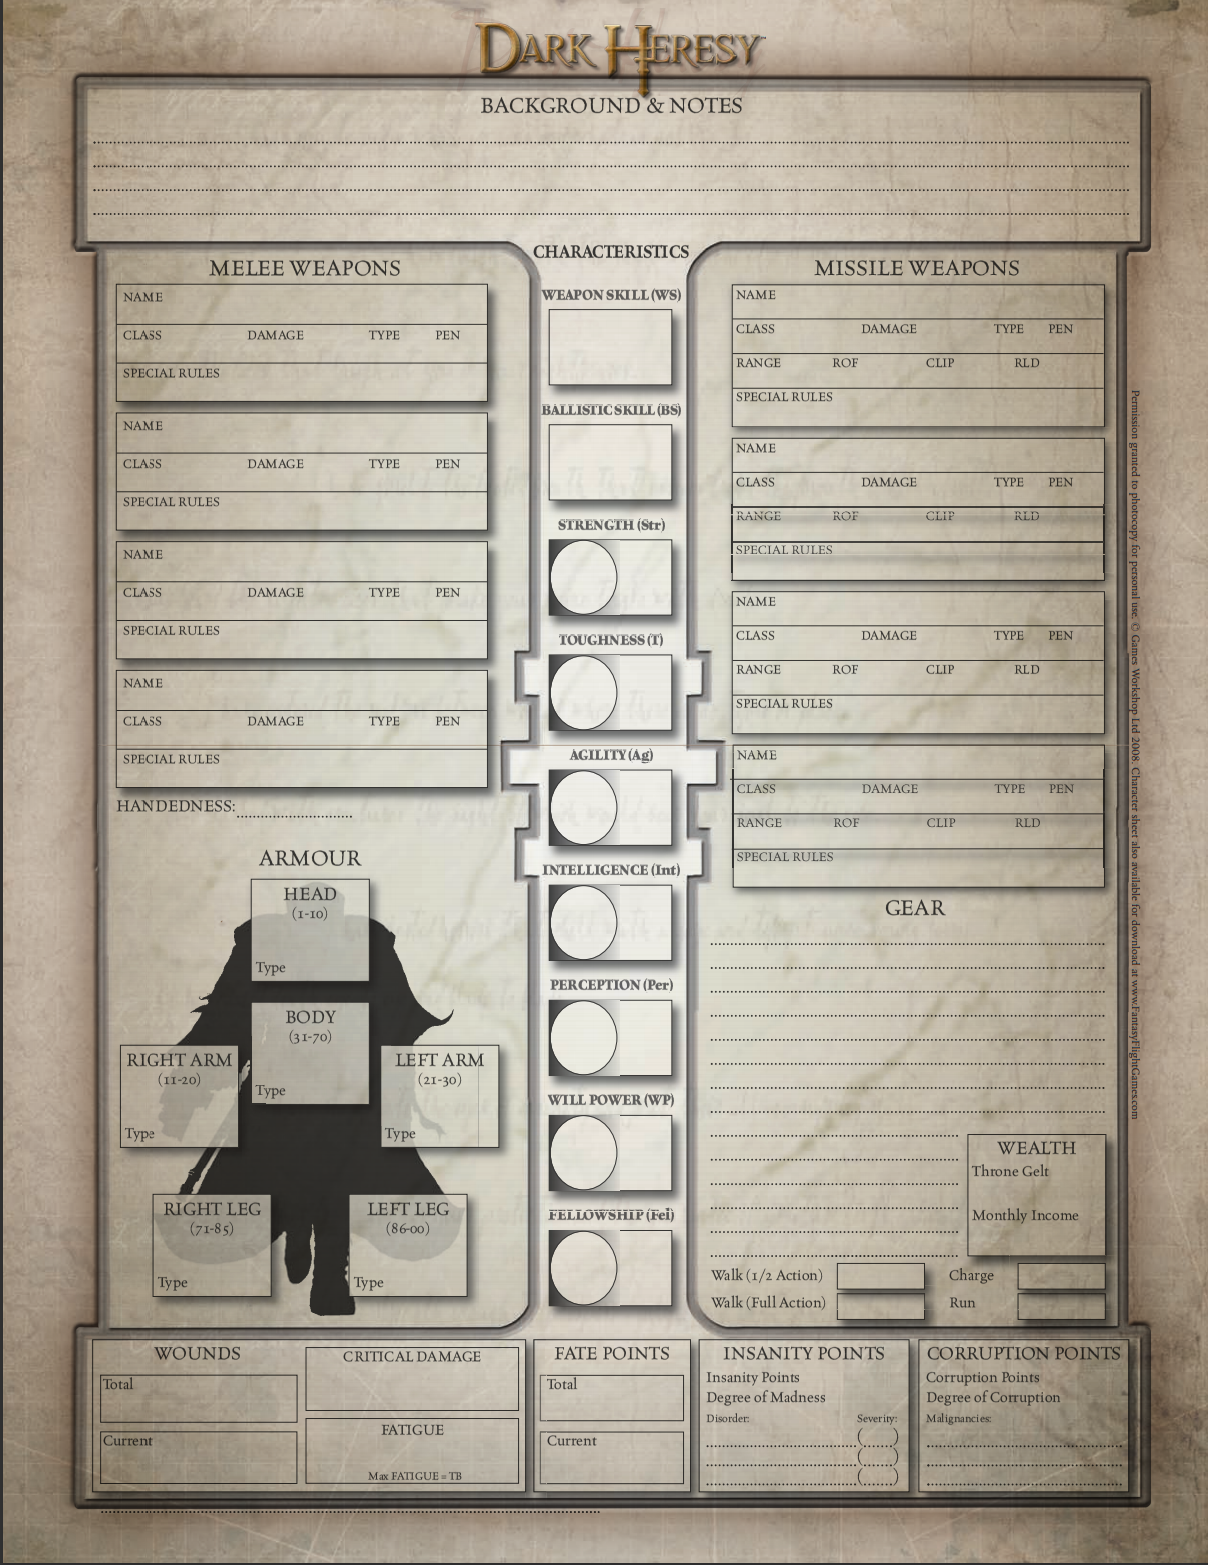 DARK HERESY
BACKGROUND & NOTES
CHARACTERISTICS
MELEE WEAPONS
NAME
CLASS DAMAGE TYPE PEN
SPECIAL RULES
NAME
CLASS DAMAGE TYPE PEN
SPECIAL RULES
NAME
CLASS DAMAGE TYPE PEN
SPECIAL RULES
NAME
CLASS DAMAGE TYPE PEN
SPECIAL RULES
HANDEDNESS:
ARMOUR
HEAD
(1-10)
Type
BODY
(31-70)
Type
RIGHT ARM
(11-20)
Type
LEFT ARM
(21-30)
Type
RIGHT LEG
(71-85)
Type
LEFT LEG
(86-00)
Type
WEAPON SKILL (WS)
BALLISTIC SKILL (BS)
STRENGTH (Str)
TOUGHNESS (T)
AGILITY (Ag)
INTELLIGENCE (Int)
PERCEPTION (Per)
WILL POWER (WP)
FELLOWSHIP (Fel)
MISSILE WEAPONS
NAME
CLASS DAMAGE TYPE PEN
RANGE ROF CLIP RLD
SPECIAL RULES
NAME
CLASS DAMAGE TYPE PEN
RANGE ROF CLIP RLD
SPECIAL RULES
NAME
CLASS DAMAGE TYPE PEN
RANGE ROF CLIP RLD
SPECIAL RULES
NAME
CLASS DAMAGE TYPE PEN
RANGE ROF CLIP RLD
SPECIAL RULES
GEAR
WEALTH
Throne Gelt
Monthly Income
Walk (1/2 Action) Charge
Walk (Full Action) Run
Permission granted to photocopy for personal use. © Games Workshop Ltd 2008. Character sheet also available for download at www.FantasyFlightGames.com
WOUNDS
Total
Current
CRITICAL DAMAGE
FATIGUE
Max FATIGUE = TB
FATE POINTS
Total
Current
INSANITY POINTS
Insanity Points
Degree of Madness
Disorder: Severity:
( )
( )
( )
CORRUPTION POINTS
Corruption Points
Degree of Corruption
Malignancies: